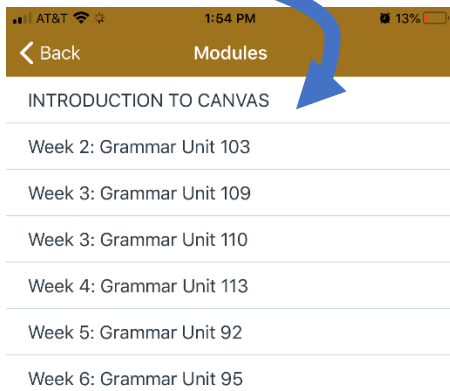 AT&T 1:54 PM 13%
Back Modules
INTRODUCTION TO CANVAS
Week 2: Grammar Unit 103
Week 3: Grammar Unit 109
Week 3: Grammar Unit 110
Week 4: Grammar Unit 113
Week 5: Grammar Unit 92
Week 6: Grammar Unit 95